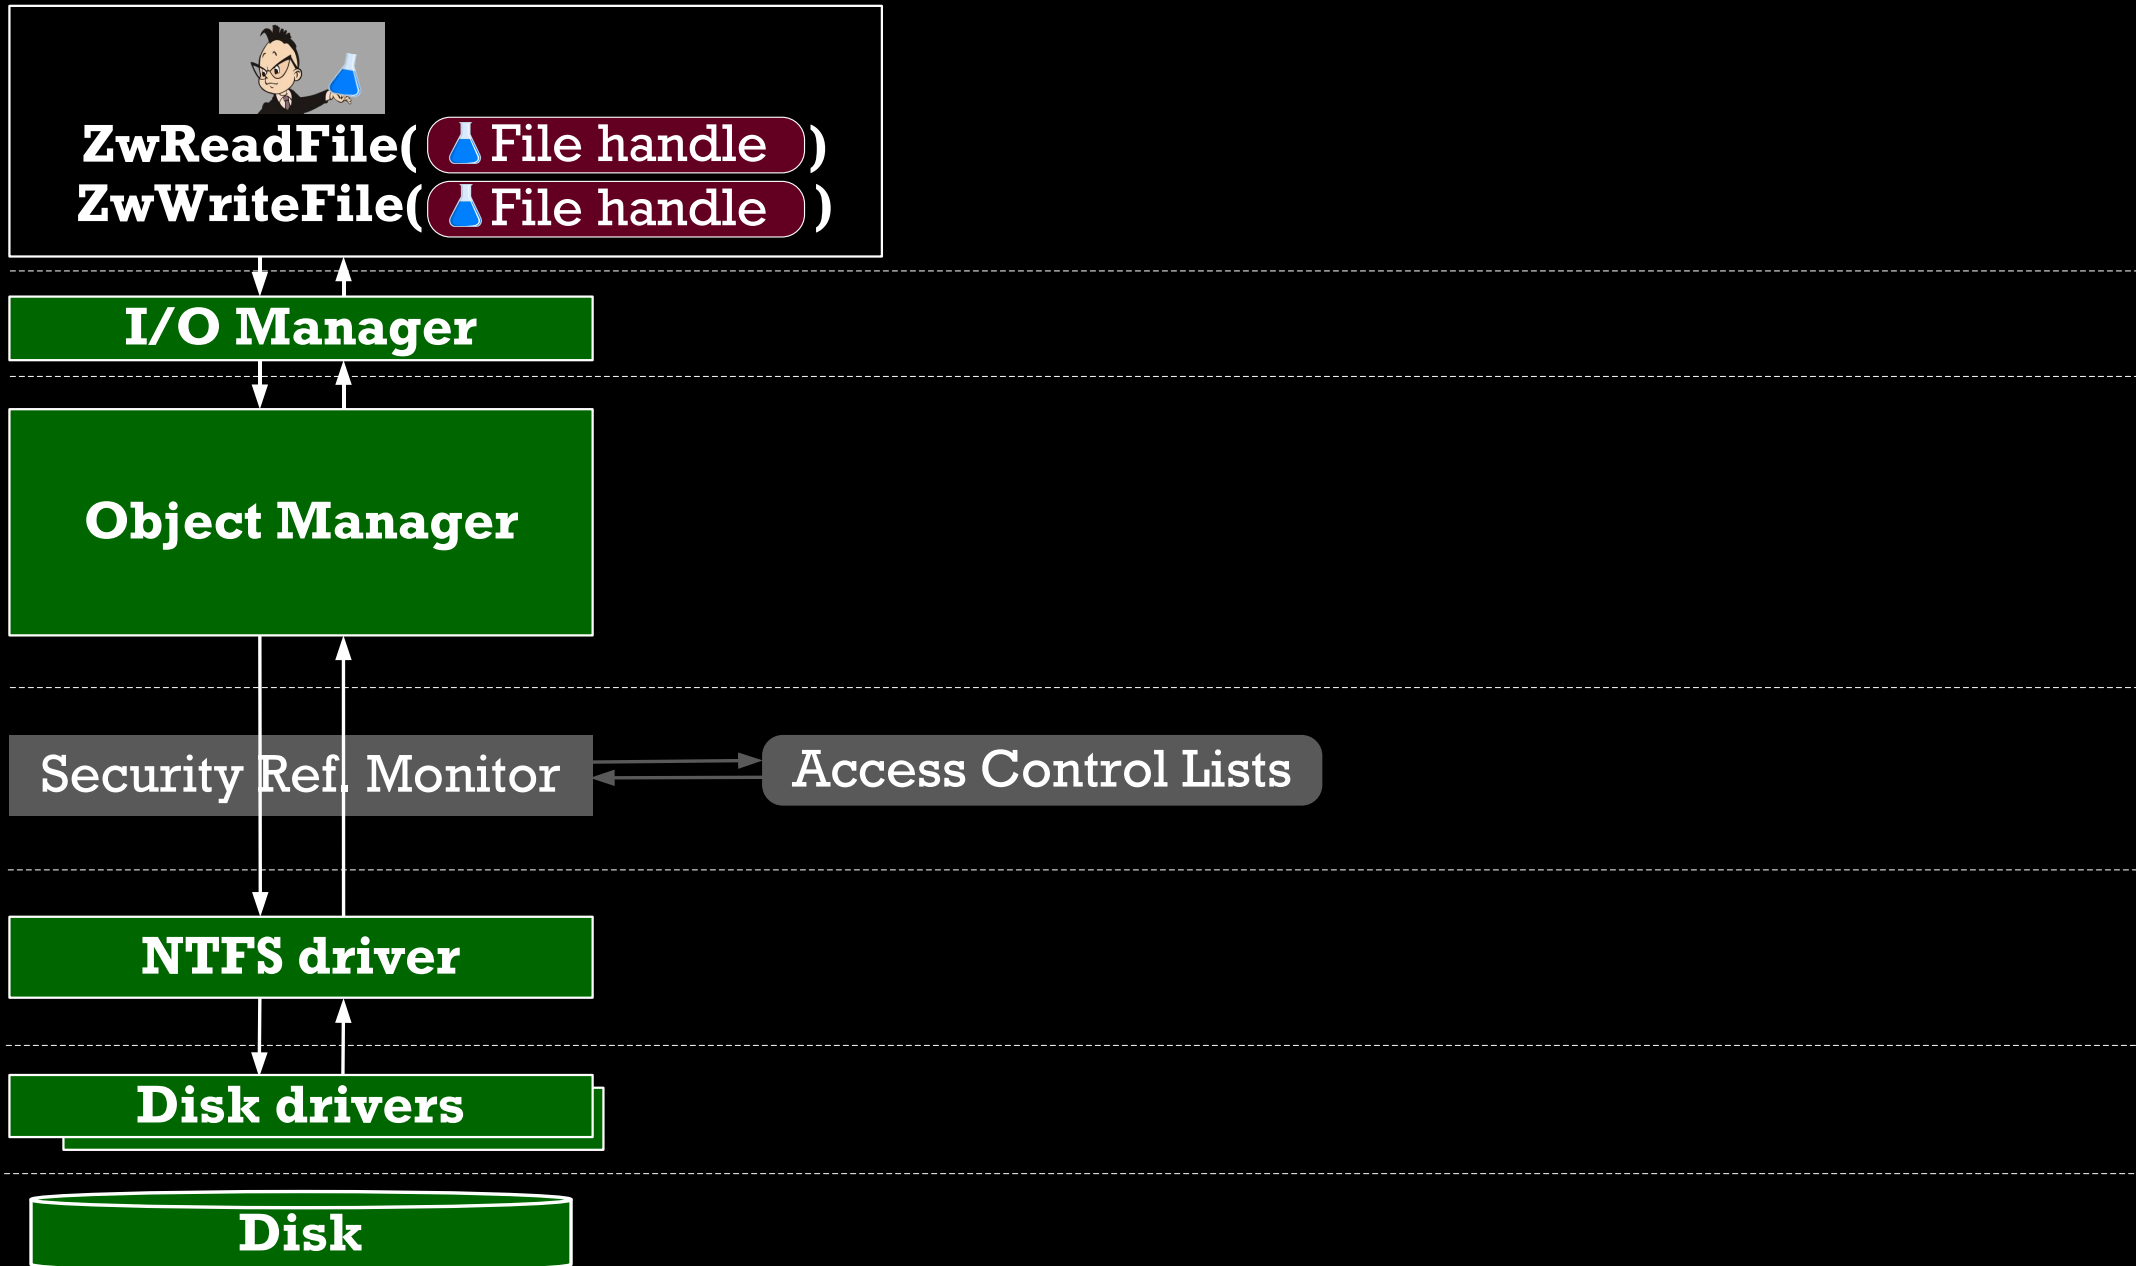 ZwReadFile( File handle )
ZwWriteFile( File handle )
I/O Manager
Object Manager
Security Ref. Monitor
Access Control Lists
NTFS driver
Disk drivers
Disk